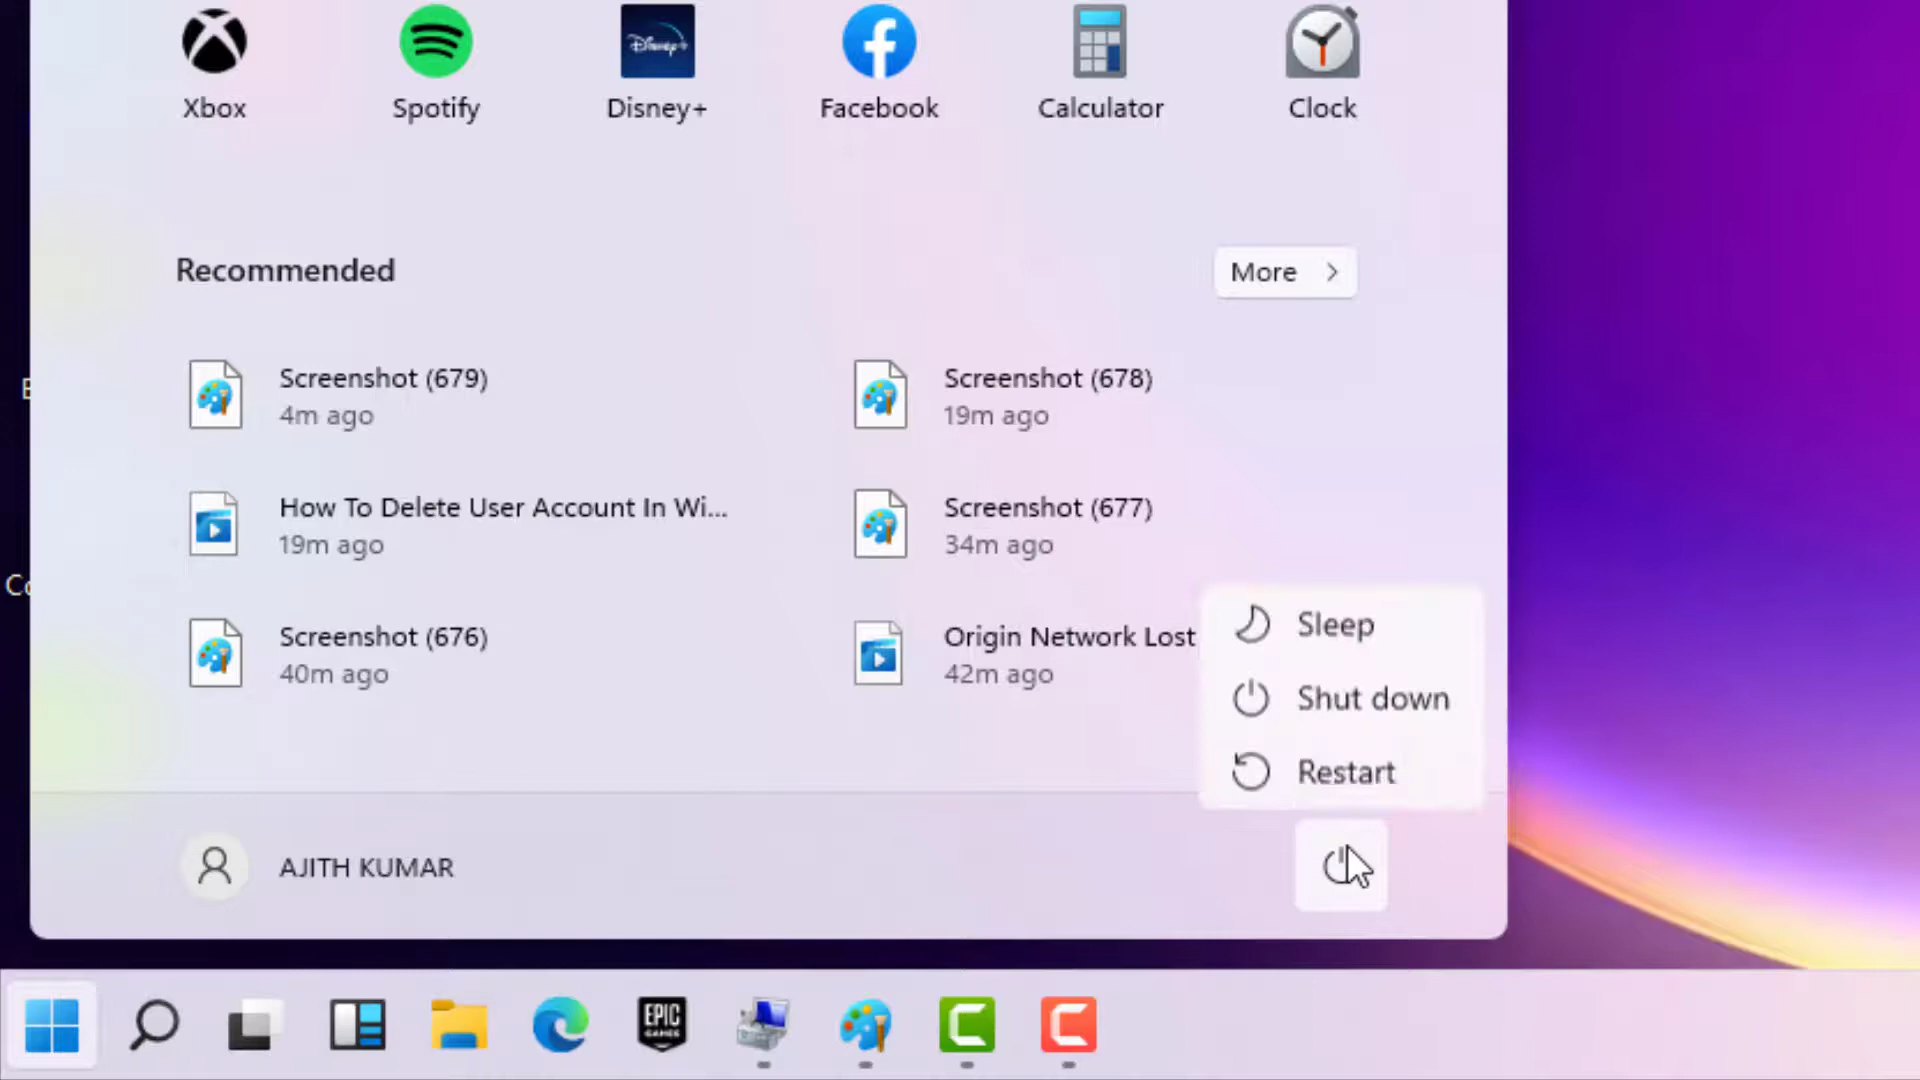 Disney+
Xbox
Spotify
Disney+
Facebook
Calculator
Clock
Recommended
More
Screenshot (679)
4m ago
Screenshot (678)
19m ago
How To Delete User Account In Wi...
19m ago
Screenshot (677)
34m ago
Screenshot (676)
40m ago
Origin Network Lost
42m ago
Sleep
Shut down
Restart
AJITH KUMAR
EPIC
GAMES